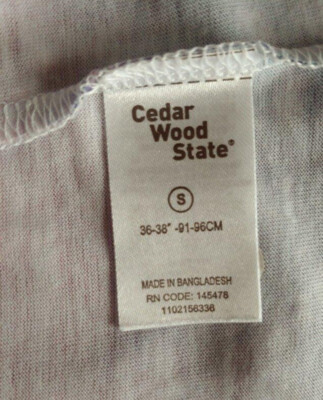 Cedar
Wood
State®
S
36-38" -91-96CM
MADE IN BANGLADESH
RN CODE: 145478
1102156336